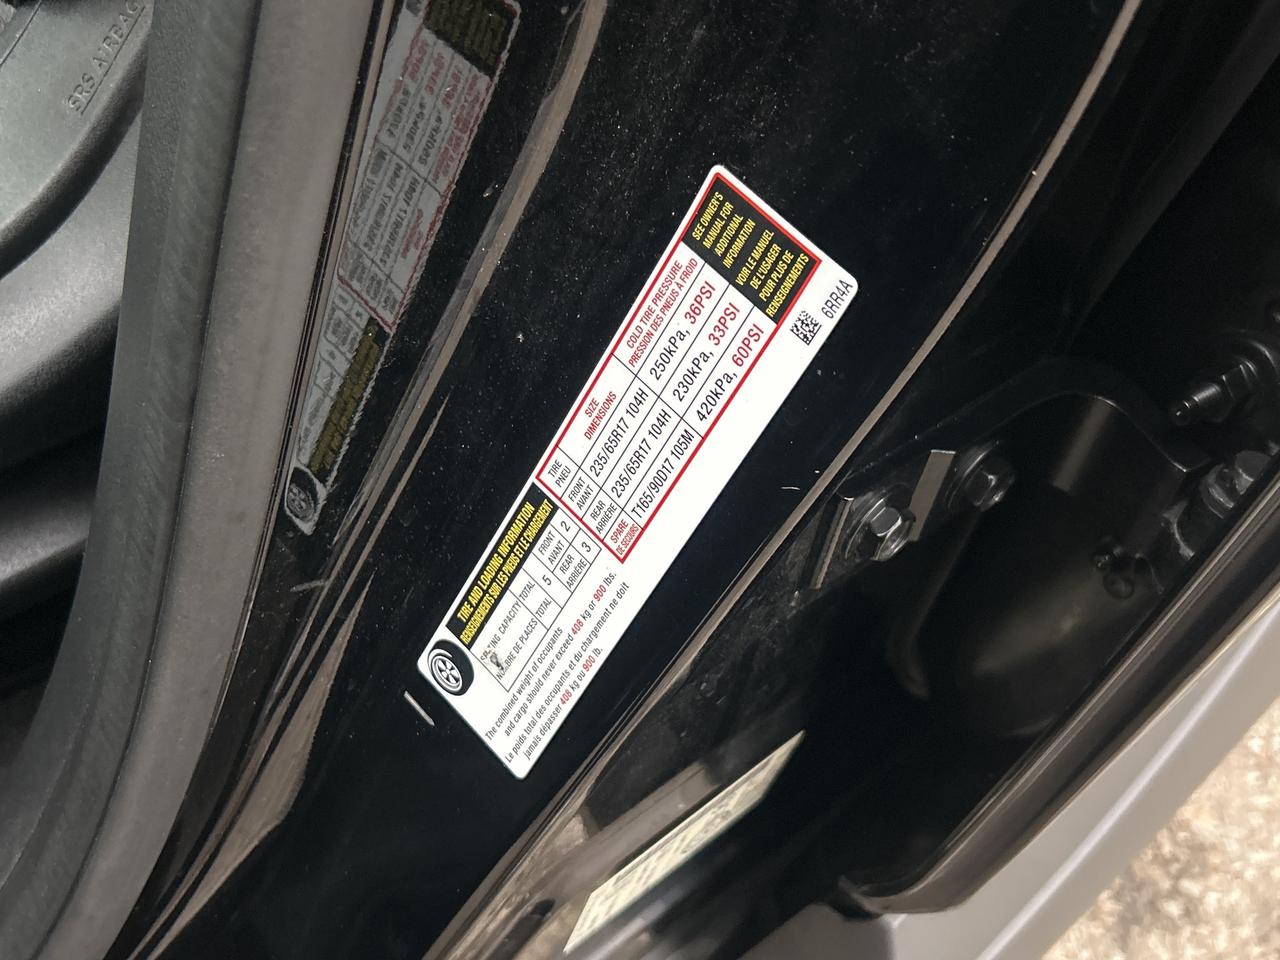 SRS AIRBAG
TIRE AND LOADING INFORMATION
RENSEIGNEMENTS SUR LES PNEUS ET LE CHARGEMENT
CAPACITY TOTAL 5 FRONT AVANT 2 REAR ARRIÈRE 3
DE PLACES TOTAL
The combined weight of occupants
and cargo should never exceed 408 kg or 900 lbs.
Le poids total des occupants et du chargement ne doit
jamais dépasser 408 kg ou 900 lb.
TIRE SIZE COLD TIRE PRESSURE
PNEU DIMENSIONS PRESSION DES PNEUS À FROID
FRONT AVANT 235/65R17 104H 250kPa, 36PSI
REAR ARRIÈRE 235/65R17 104H 230kPa, 33PSI
SPARE DE SECOURS T165/90D17 105M 420kPa, 60PSI
SEE OWNER'S
MANUAL FOR
ADDITIONAL
INFORMATION
VOIR LE MANUEL
DE L'USAGER
POUR PLUS DE
RENSEIGNEMENTS
6RR4A